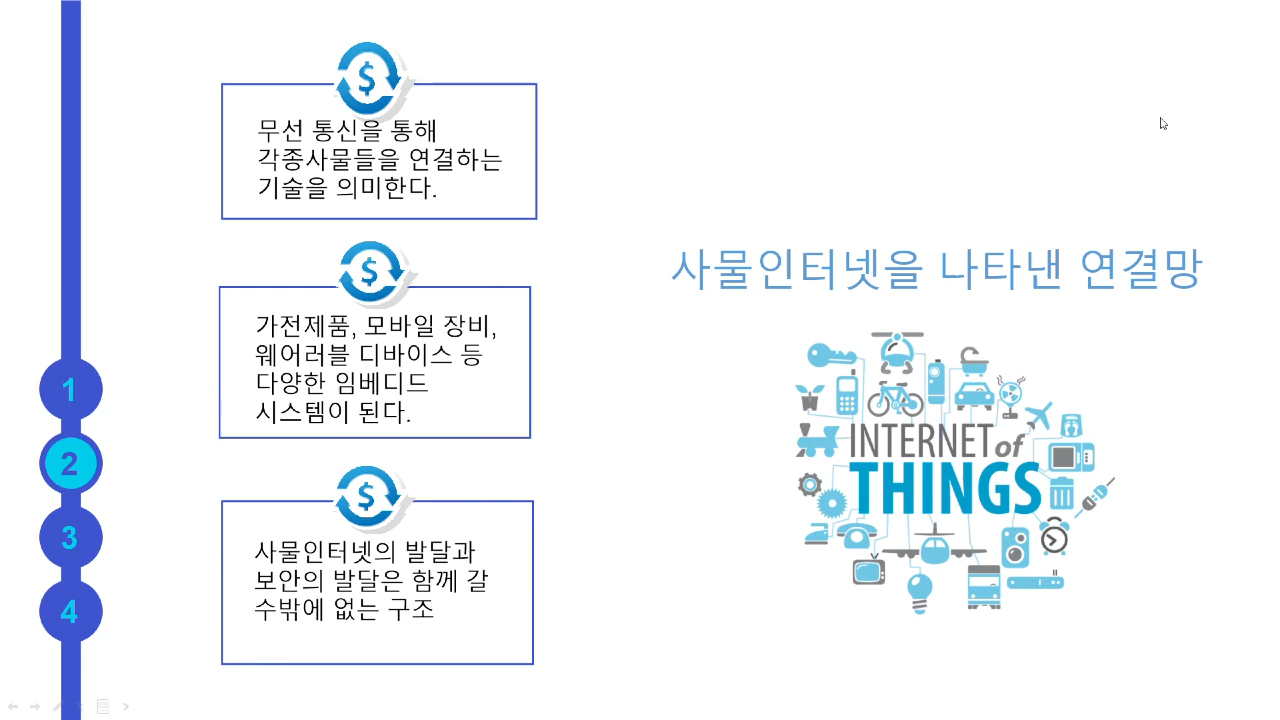 1
2
3
4
무선 통신을 통해
각종사물들을 연결하는
기술을 의미한다.
가전제품, 모바일 장비,
웨어러블 디바이스 등
다양한 임베디드
시스템이 된다.
사물인터넷의 발달과
보안의 발달은 함께 갈
수밖에 없는 구조
사물인터넷을 나타낸 연결망
INTERNET of
THINGS